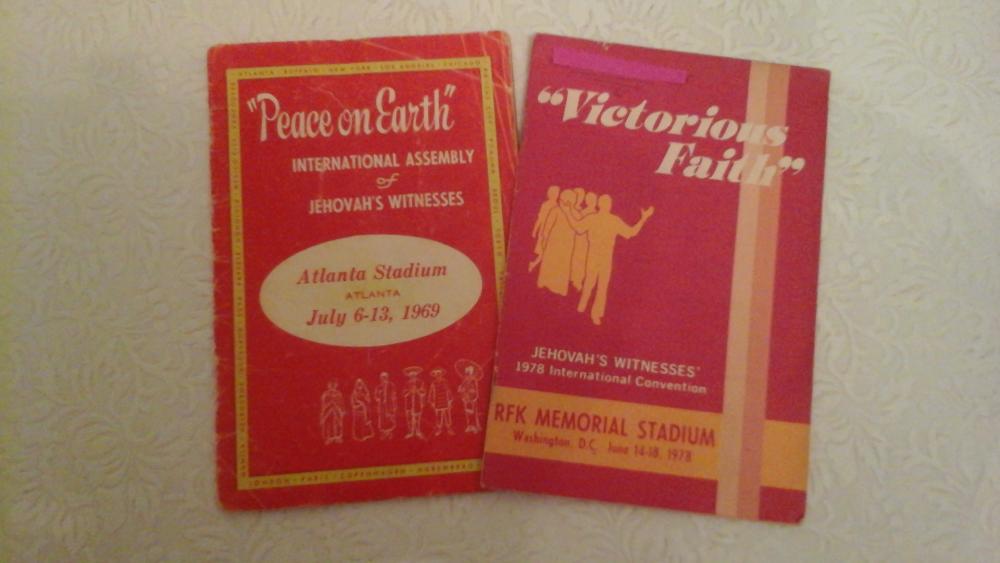 ATLANTA · BUFFALO · NEW YORK · LOS ANGELES · CHICAGO
"Peace on Earth"
INTERNATIONAL ASSEMBLY
of
JEHOVAH'S WITNESSES
Atlanta Stadium
ATLANTA
July 6-13, 1969
LONDON · PARIS · COPENHAGEN · NUREMBERG
"Victorious
Faith"
JEHOVAH'S WITNESSES'
1978 International Convention
RFK MEMORIAL STADIUM
Washington, D.C. June 14-18, 1978